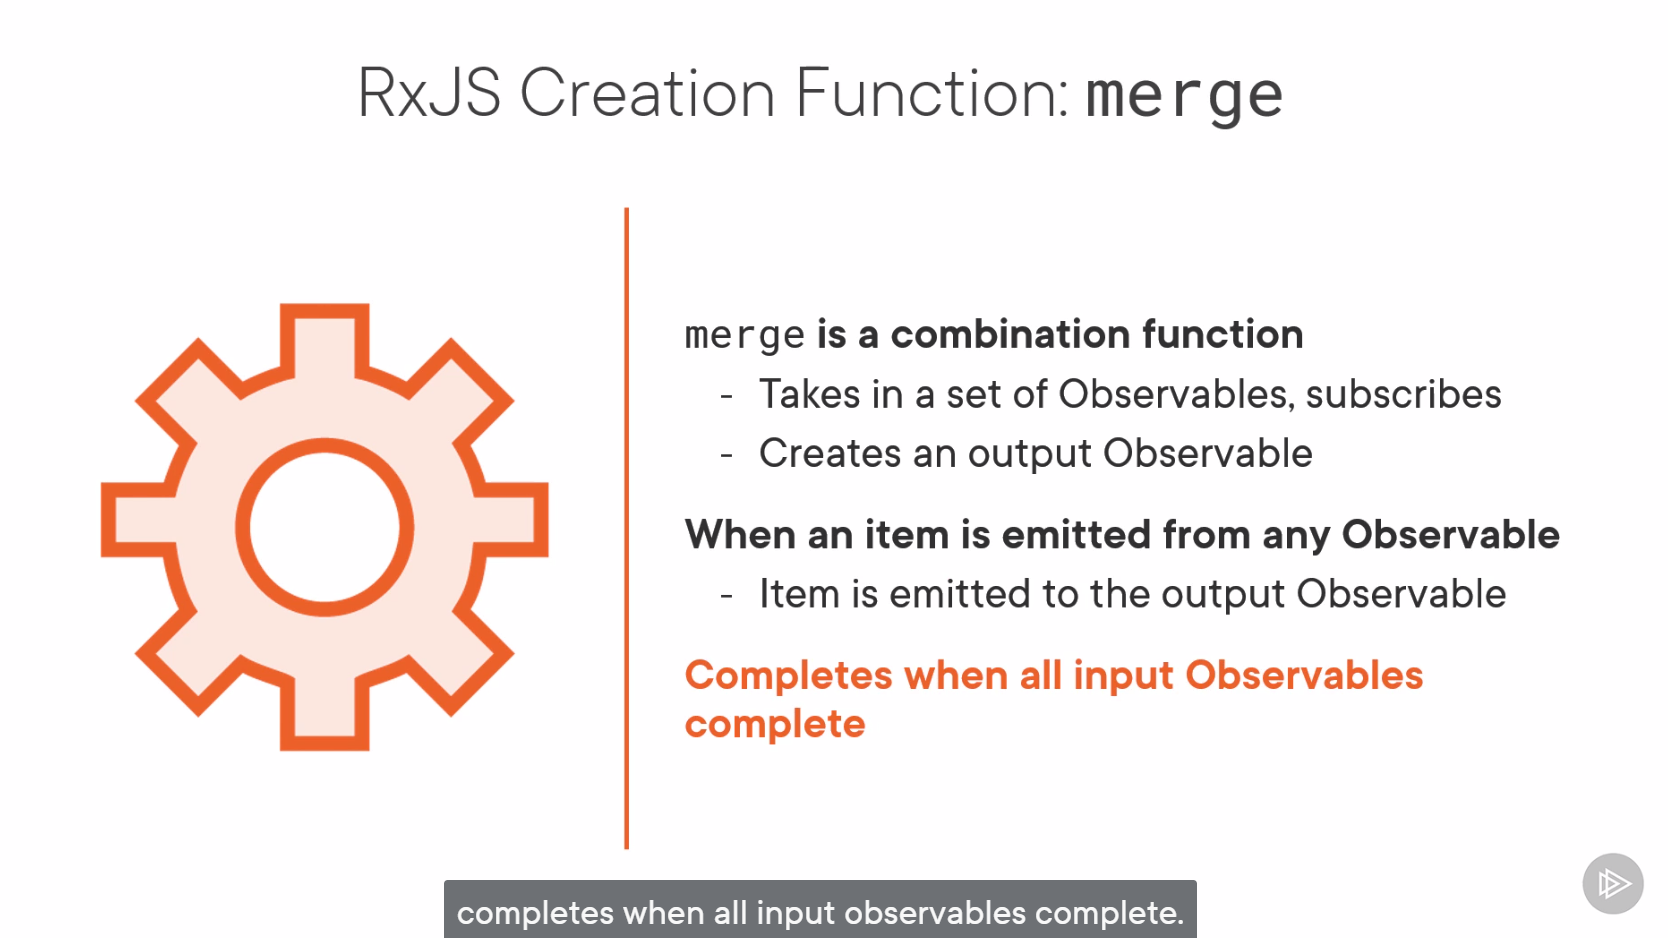 RxJS Creation Function: merge
merge is a combination function
- Takes in a set of Observables, subscribes
- Creates an output Observable
When an item is emitted from any Observable
- Item is emitted to the output Observable
Completes when all input Observables
complete
completes when all input observables complete.